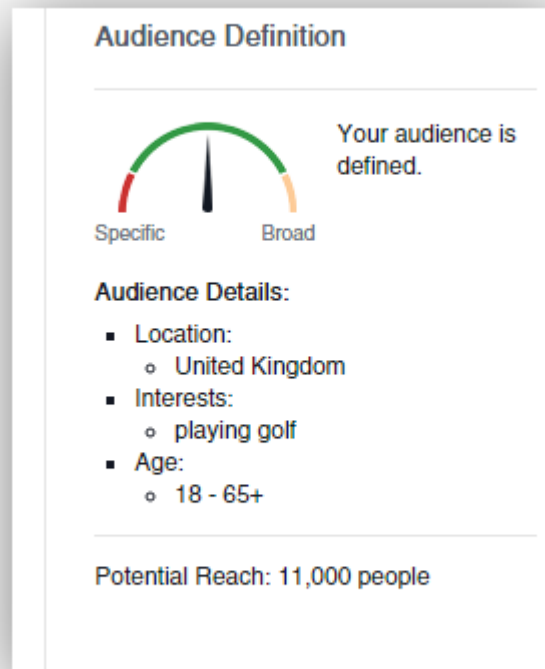 Audience Definition
Your audience is
defined.
Specific
Broad
Audience Details:
Location:
United Kingdom
Interests:
playing golf
Age:
18 - 65+
Potential Reach: 11,000 people